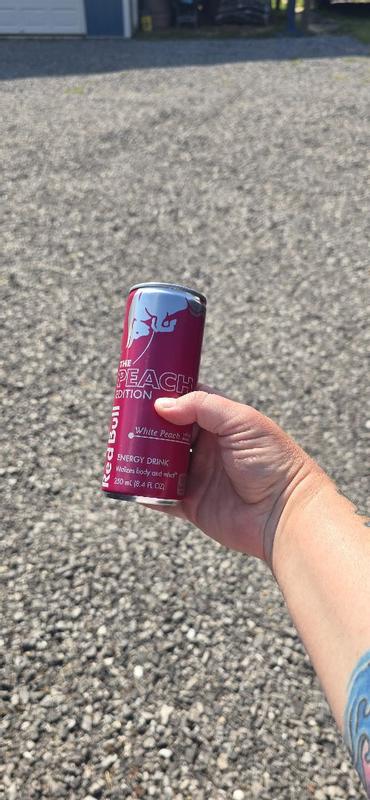 THE
PEACH
EDITION
Red Bull
White Peach
ENERGY DRINK
Vitalizes body and mind®
250 mL (8.4 FL OZ)